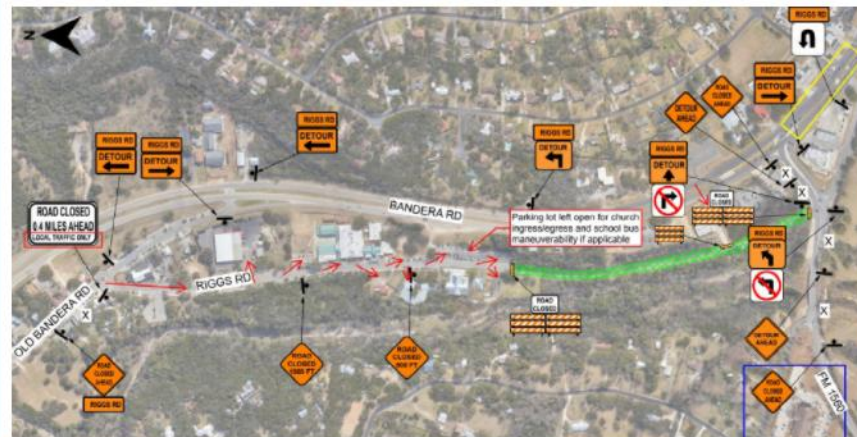 N
RIGGS RD
RIGGS RD
DETOUR
ROAD CLOSED AHEAD
DETOUR AHEAD
RIGGS RD
DETOUR
RIGGS RD
DETOUR
RIGGS RD
DETOUR
RIGGS RD
DETOUR
RIGGS RD
DETOUR
ROAD CLOSED
0.4 MILES AHEAD
LOCAL TRAFFIC ONLY
BANDERA RD
Parking lot left open for church
ingress/egress and school bus
maneuverability if applicable
ROAD
CLOSED
X
X
X
X
X
RIGGS RD
DETOUR
RIGGS RD
OLD BANDERA RD
ROAD
CLOSED
ROAD
CLOSED
AHEAD
RIGGS RD
ROAD
CLOSED
ROAD
CLOSED
500 FT
DETOUR
AHEAD
ROAD
CLOSED
AHEAD
FM 1560